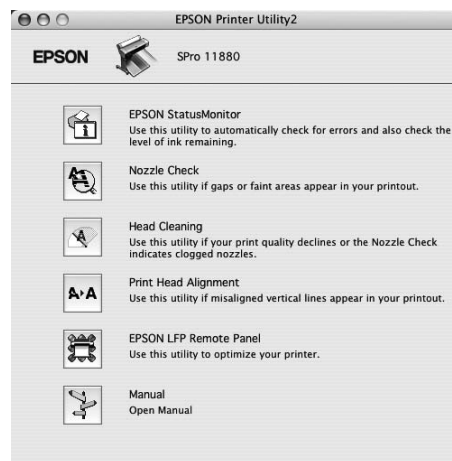 EPSON Printer Utility2
EPSON SPro 11880
EPSON StatusMonitor
Use this utility to automatically check for errors and also check the
level of ink remaining.
Nozzle Check
Use this utility if gaps or faint areas appear in your printout.
Head Cleaning
Use this utility if your print quality declines or the Nozzle Check
indicates clogged nozzles.
Print Head Alignment
Use this utility if misaligned vertical lines appear in your printout.
EPSON LFP Remote Panel
Use this utility to optimize your printer.
Manual
Open Manual